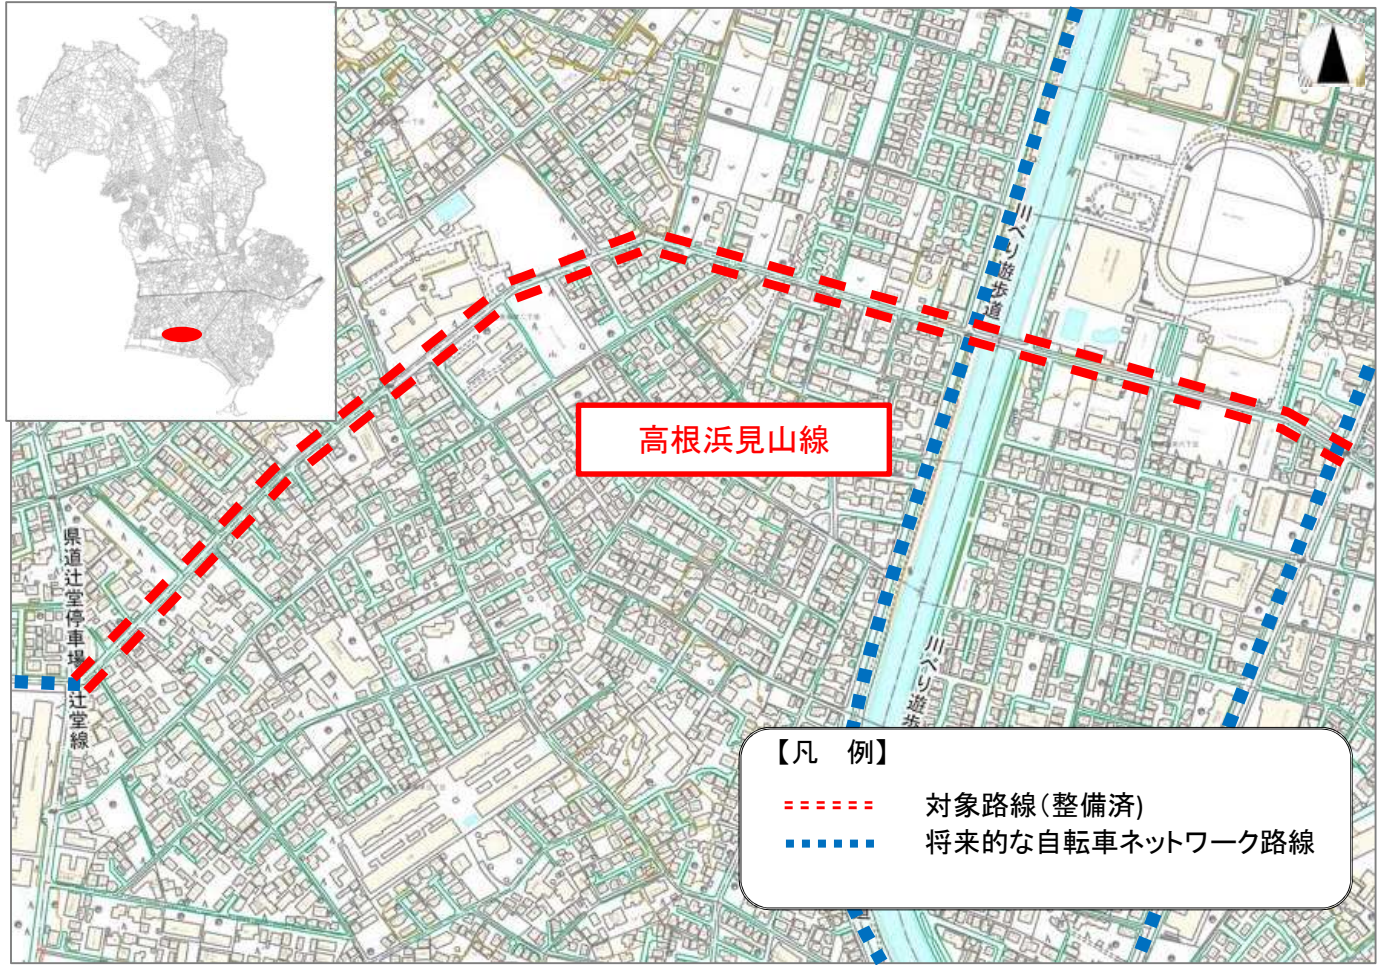 川べり遊歩道
高根浜見山線
県道辻堂停車場辻堂線
川べり遊歩
【凡　例】
対象路線（整備済)
将来的な自転車ネットワーク路線